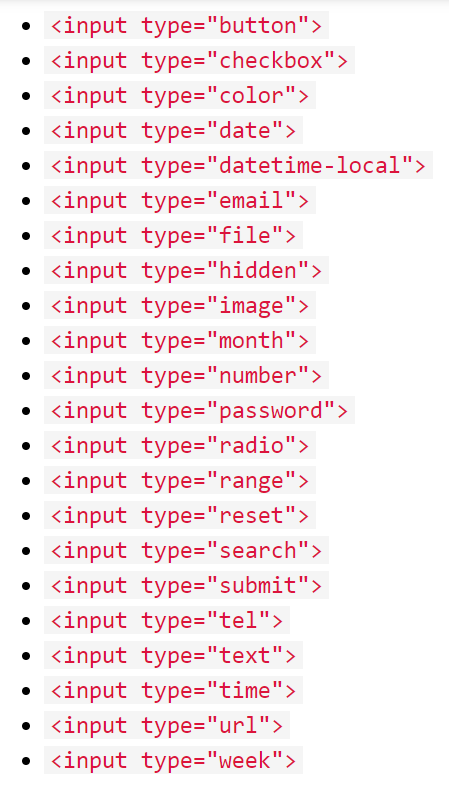 <input type="button">
<input type="checkbox">
<input type="color">
<input type="date">
<input type="datetime-local">
<input type="email">
<input type="file">
<input type="hidden">
<input type="image">
<input type="month">
<input type="number">
<input type="password">
<input type="radio">
<input type="range">
<input type="reset">
<input type="search">
<input type="submit">
<input type="tel">
<input type="text">
<input type="time">
<input type="url">
<input type="week">